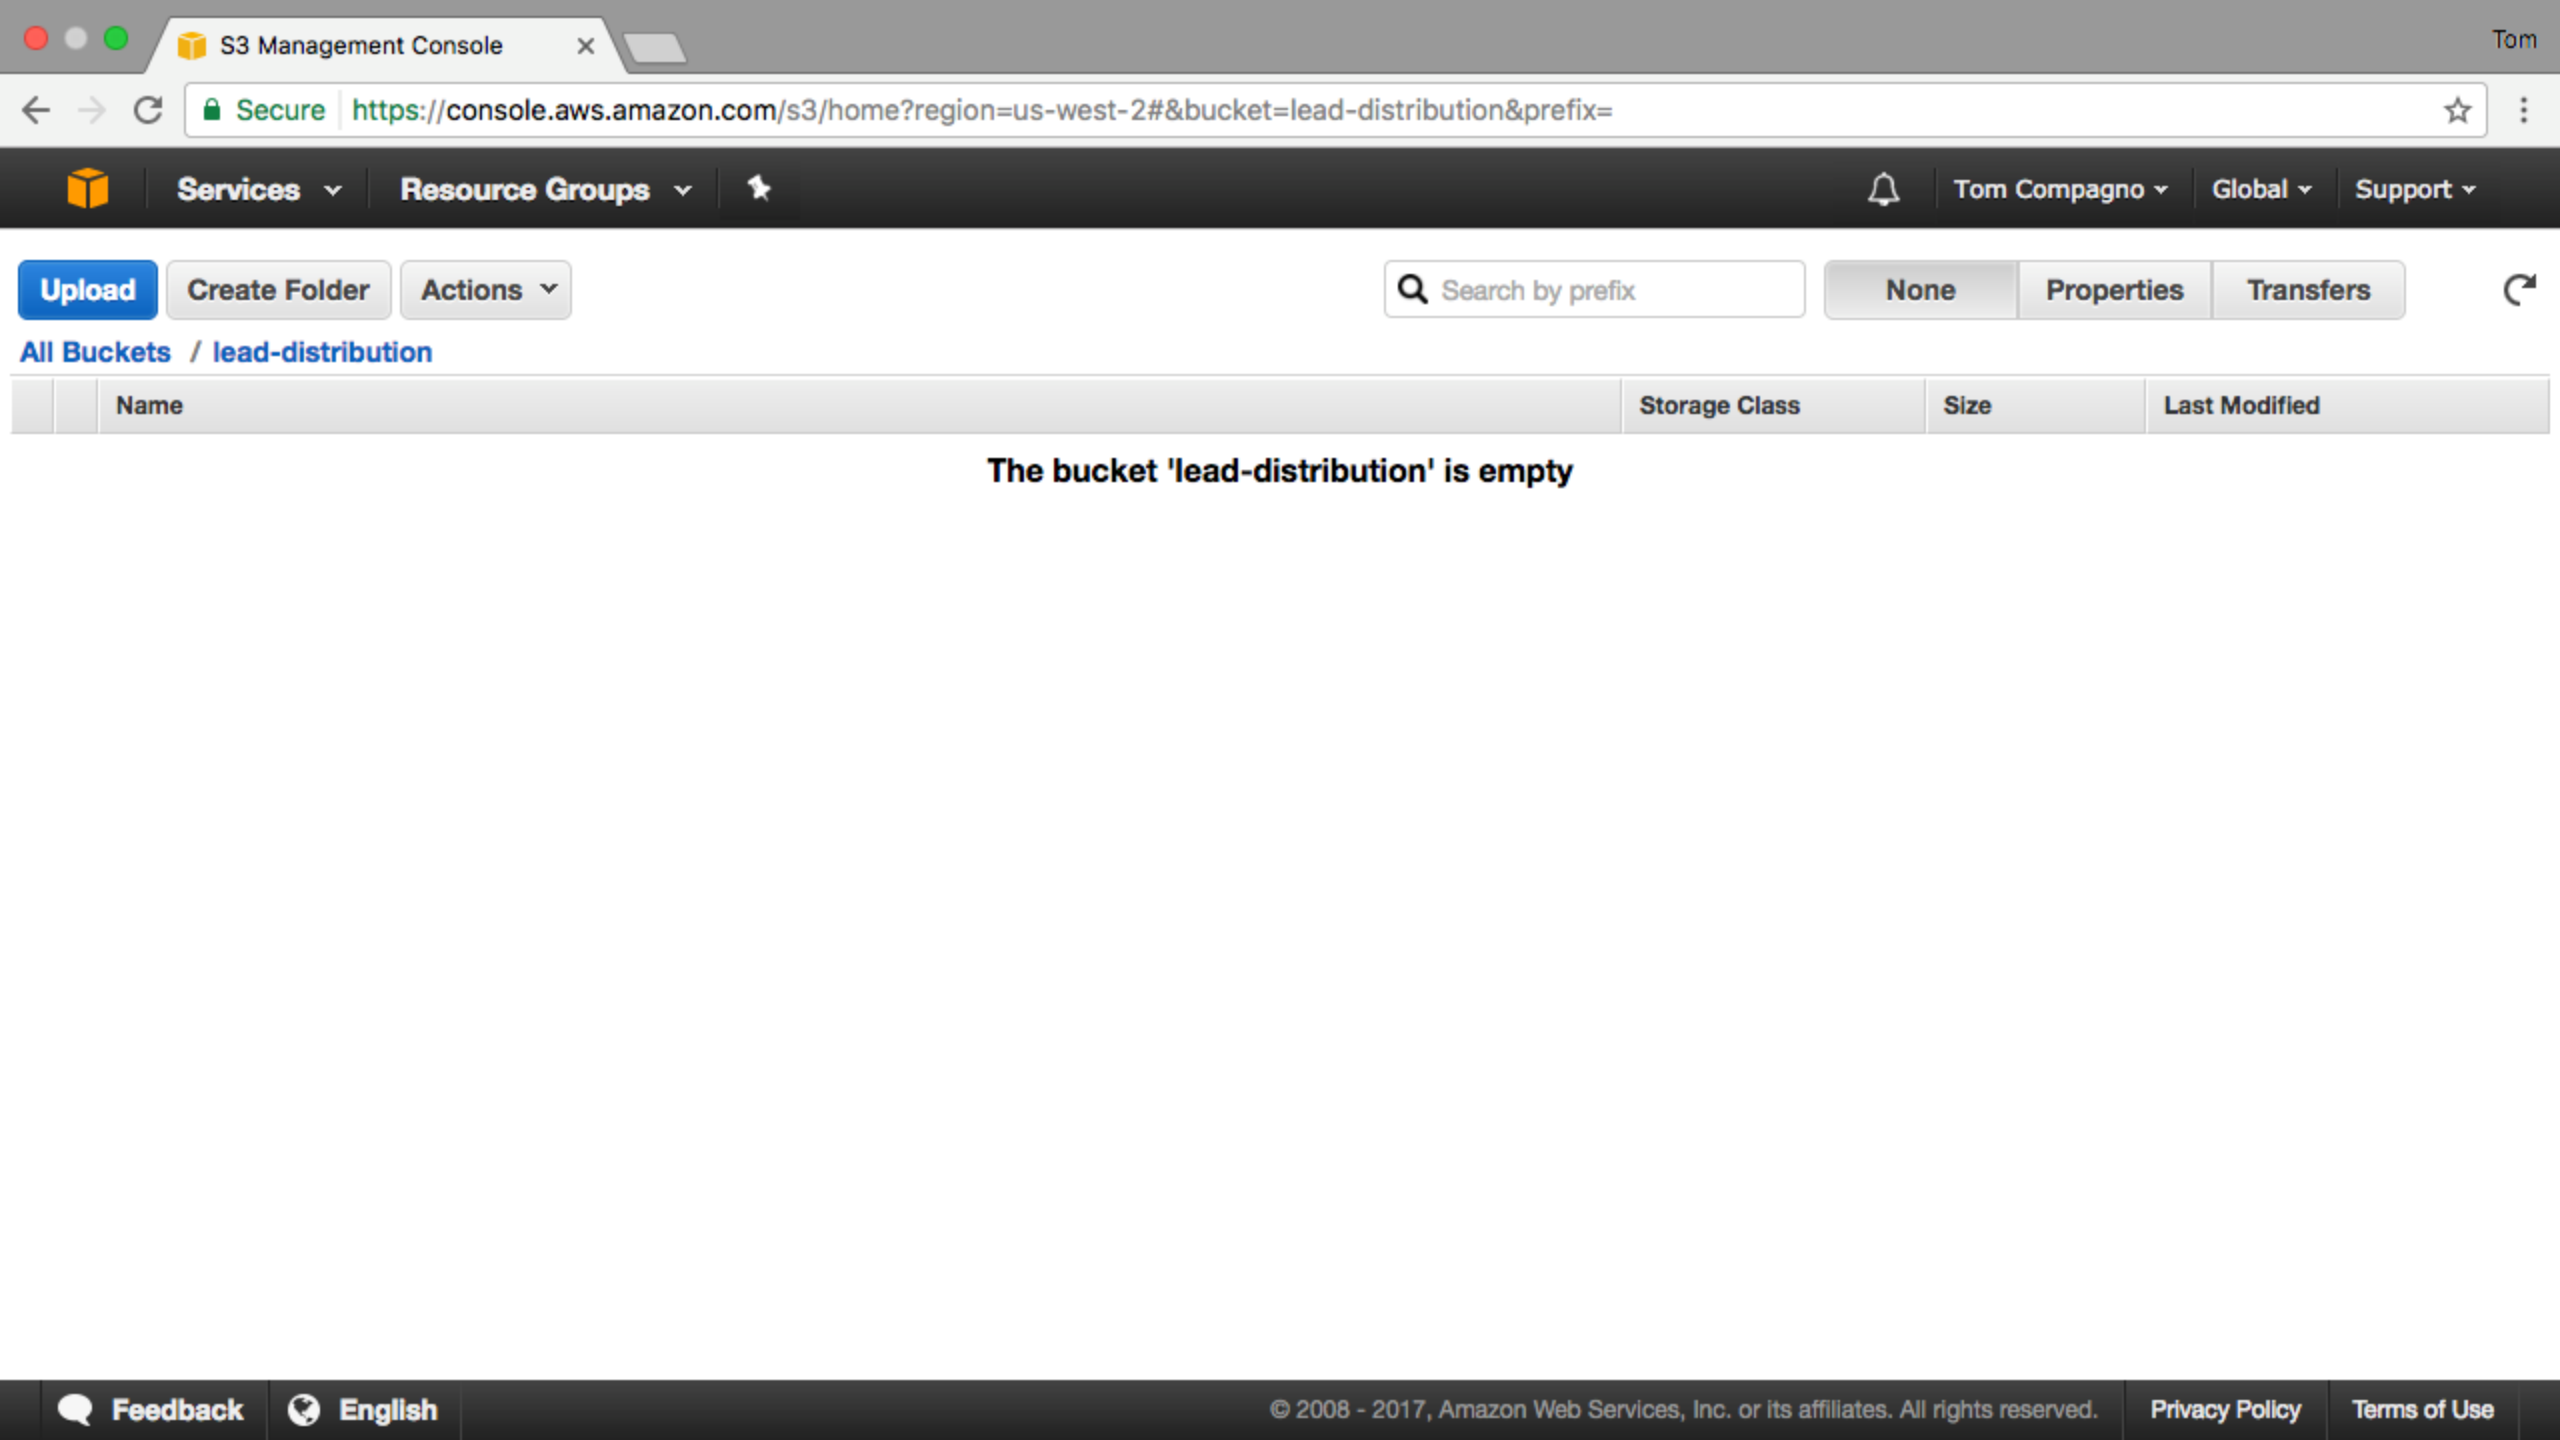 S3 Management Console
Tom
Secure https://console.aws.amazon.com/s3/home?region=us-west-2#&bucket=lead-distribution&prefix=
Services Resource Groups Tom Compagno Global Support
Upload Create Folder Actions Search by prefix None Properties Transfers
All Buckets / lead-distribution
Name Storage Class Size Last Modified
The bucket 'lead-distribution' is empty
Feedback English © 2008 - 2017, Amazon Web Services, Inc. or its affiliates. All rights reserved. Privacy Policy Terms of Use